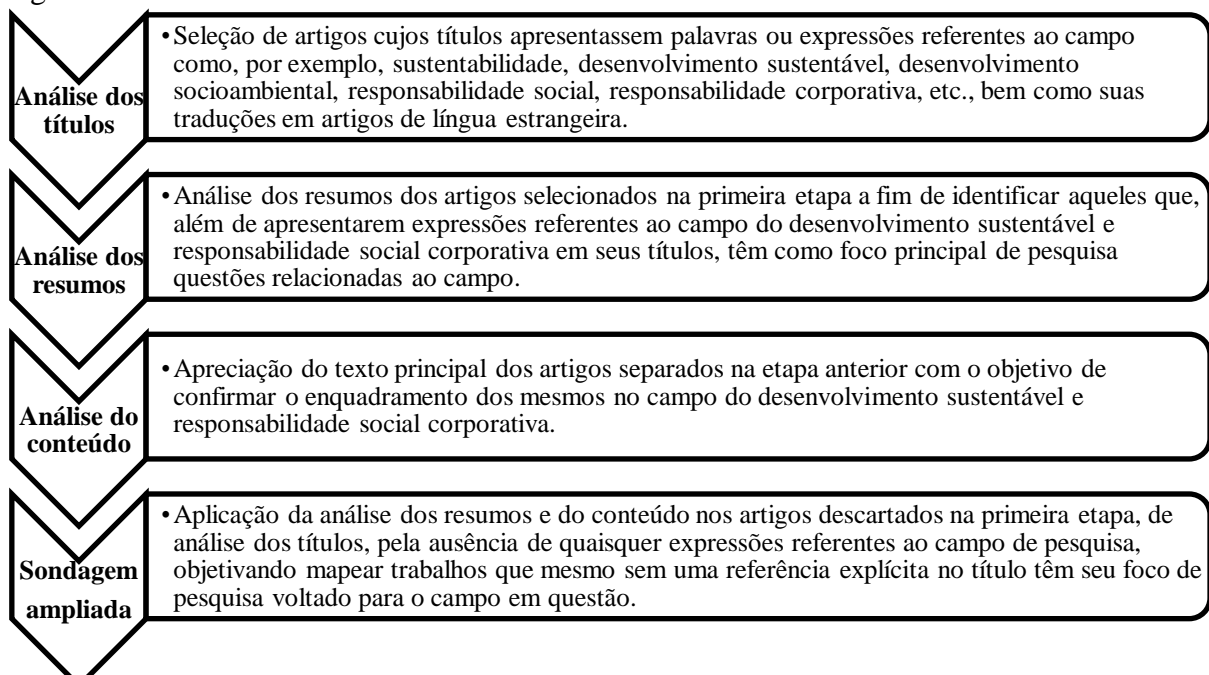 Análise dos
títulos
•Seleção de artigos cujos títulos apresentassem palavras ou expressões referentes ao campo
como, por exemplo, sustentabilidade, desenvolvimento sustentável, desenvolvimento
socioambiental, responsabilidade social, responsabilidade corporativa, etc., bem como suas
traduções em artigos de língua estrangeira.
Análise dos
resumos
•Análise dos resumos dos artigos selecionados na primeira etapa a fim de identificar aqueles que,
além de apresentarem expressões referentes ao campo do desenvolvimento sustentável e
responsabilidade social corporativa em seus títulos, têm como foco principal de pesquisa
questões relacionadas ao campo.
Análise do
conteúdo
•Apreciação do texto principal dos artigos separados na etapa anterior com o objetivo de
confirmar o enquadramento dos mesmos no campo do desenvolvimento sustentável e
responsabilidade social corporativa.
Sondagem
ampliada
•Aplicação da análise dos resumos e do conteúdo nos artigos descartados na primeira etapa, de
análise dos títulos, pela ausência de quaisquer expressões referentes ao campo de pesquisa,
objetivando mapear trabalhos que mesmo sem uma referência explícita no título têm seu foco de
pesquisa voltado para o campo em questão.